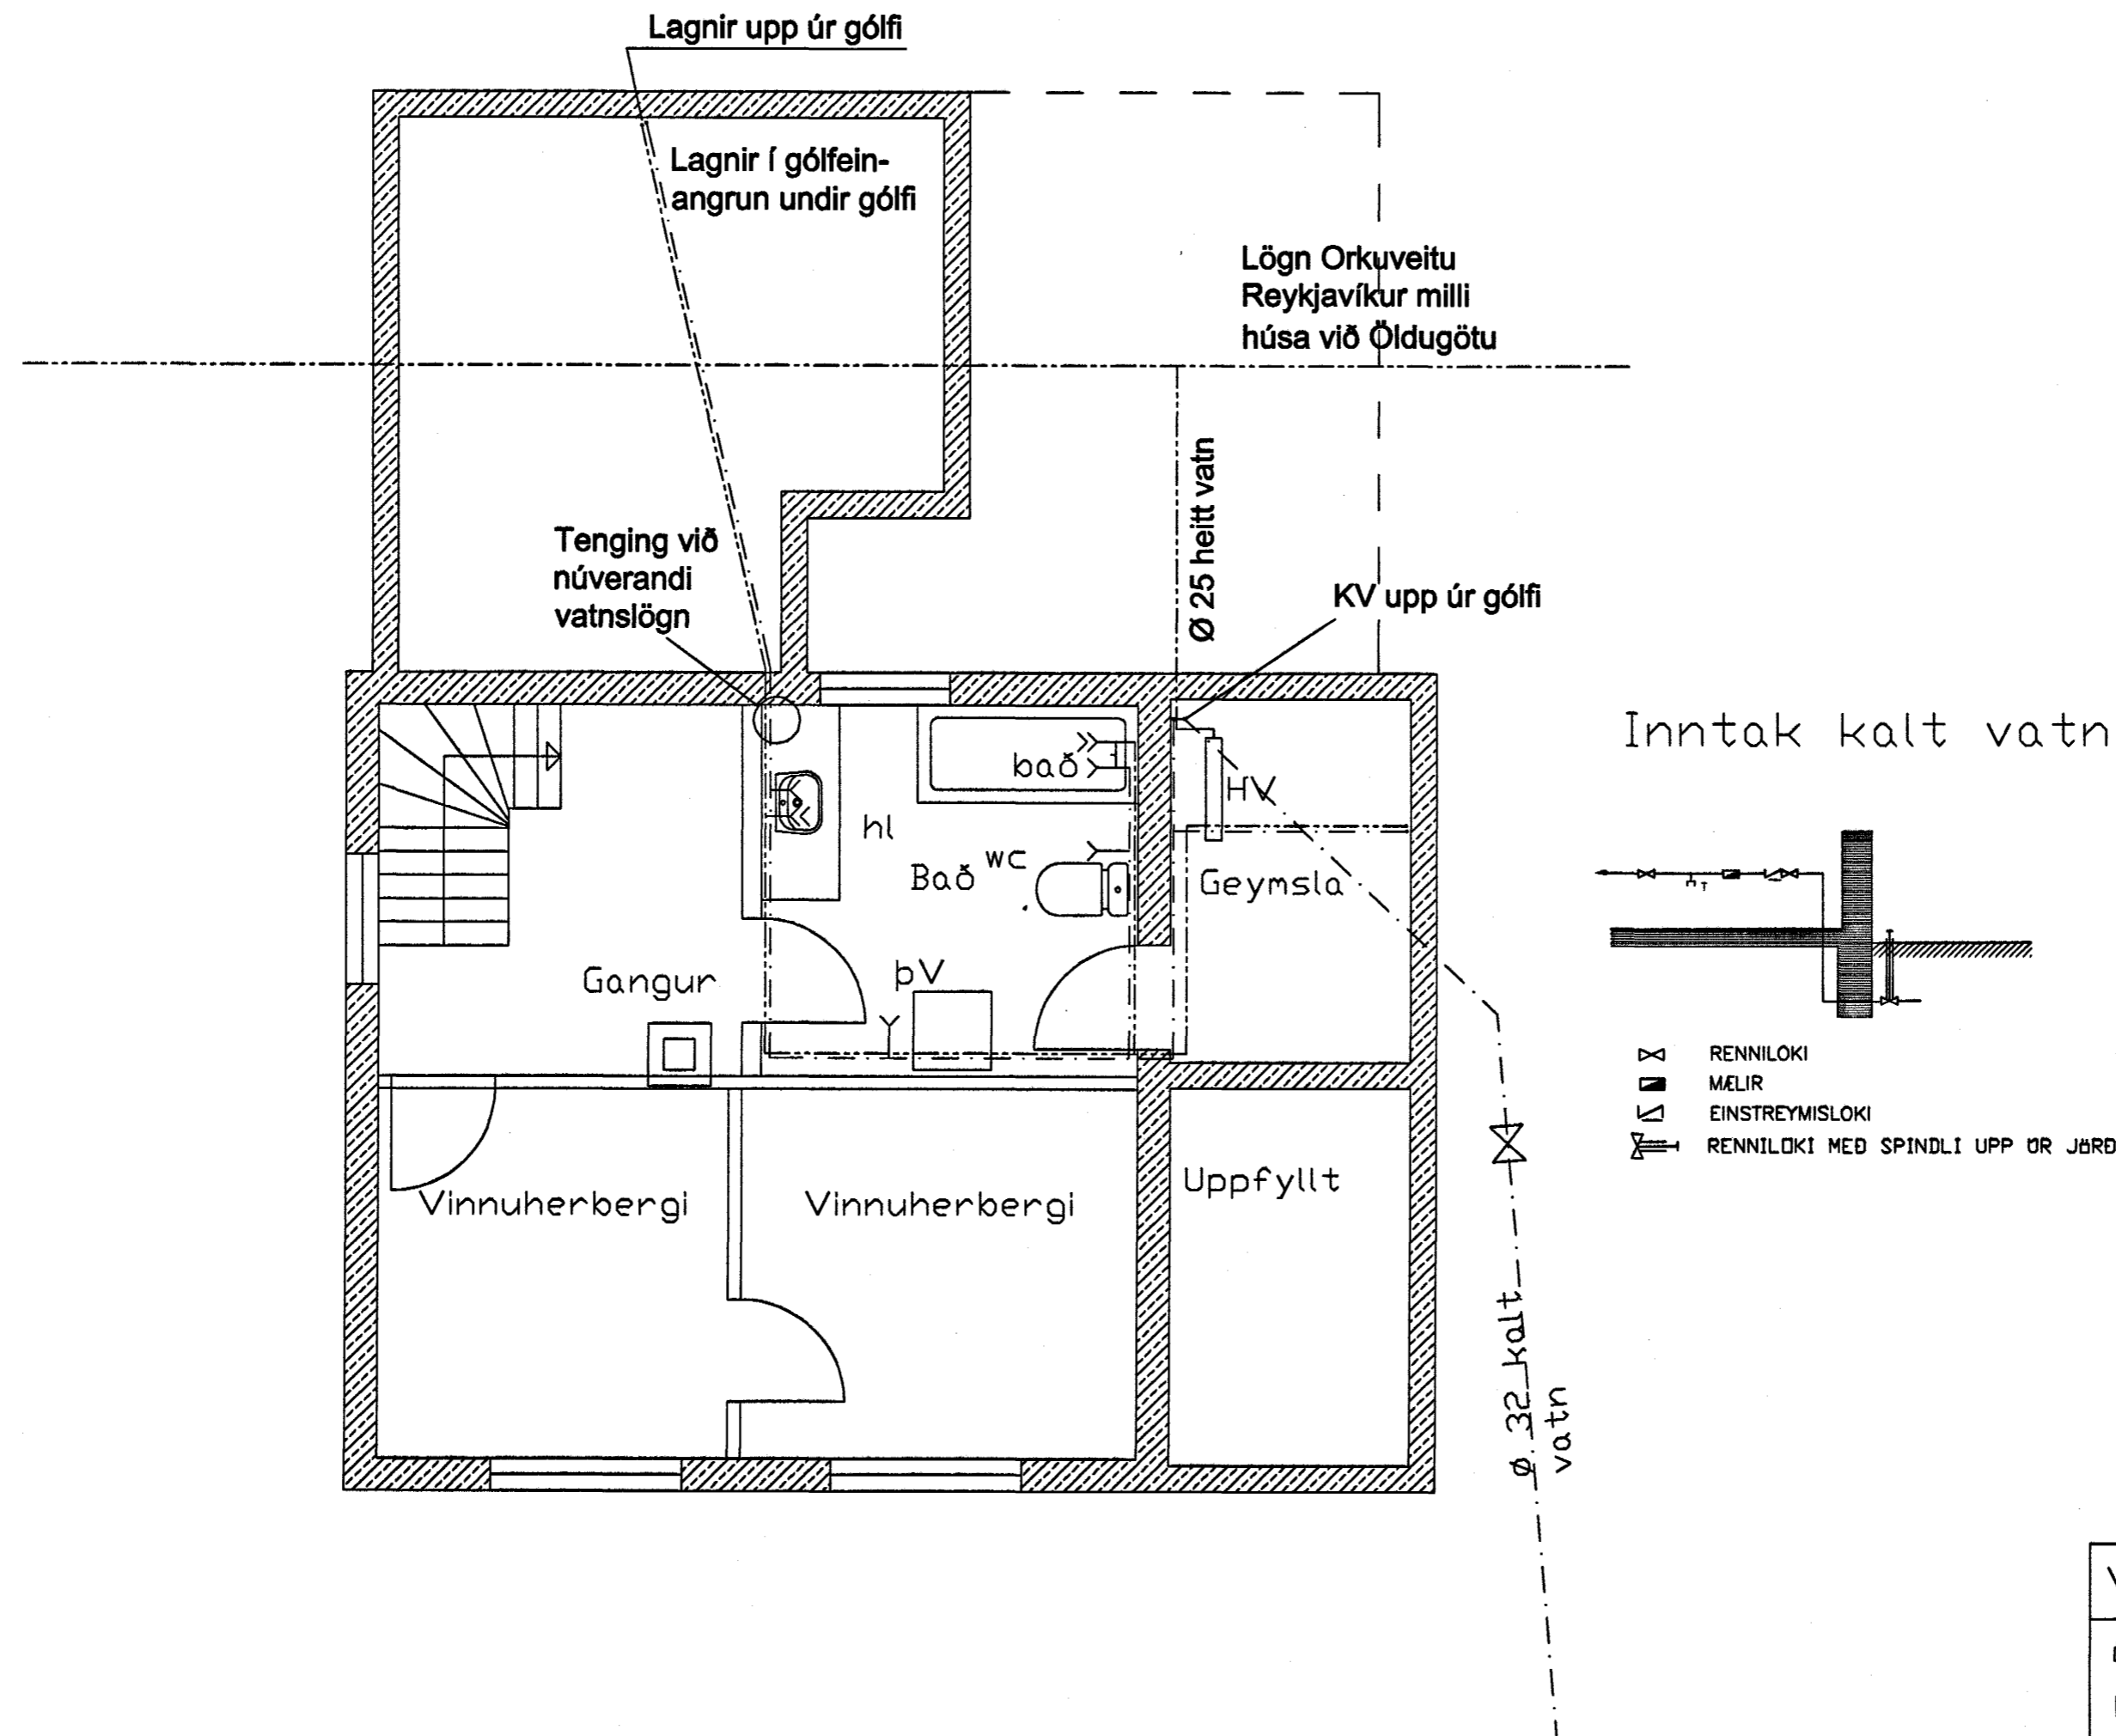 Lagnir upp úr gólfi
Lagnir í gólfein-
angrun undir gólfi
Lögn Orkuveitu
Reykjavíkur milli
húsa við Öldugötu
Ø 25 heitt vatn
Tenging við
núverandi
vatnslögn
KV upp úr gólfi
Inntak kalt vatn
bað
HV
hl
wc
Bað
Geymsla
Gangur
þV
T
RENNILOKI
MÆLIR
EINSTREYMISLOKI
RENNILOKI MEÐ SPINDLI UPP ÚR JÖRÐ
Vinnuherbergi
Vinnuherbergi
Uppfyllt
Ø 32 kalt
vatn